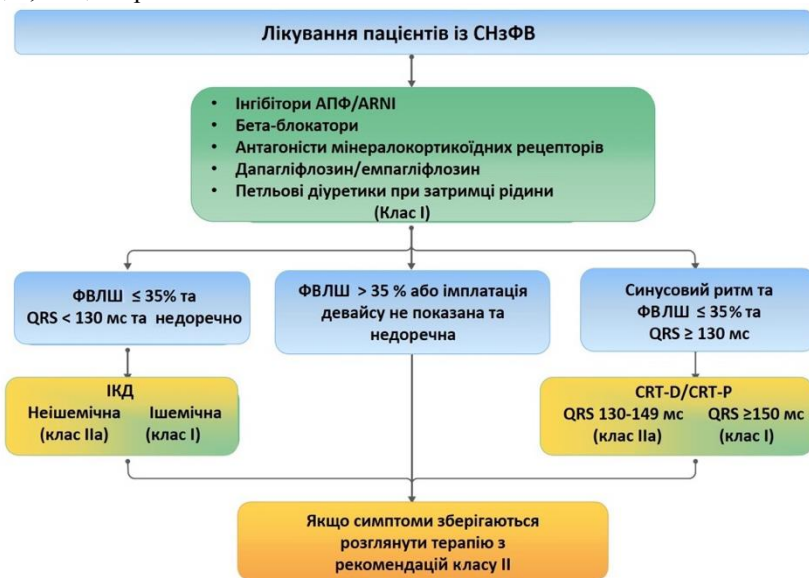 Лікування пацієнтів із СНзФВ
• Інгібітори АПФ/ARNI
• Бета-блокатори
• Антагоністи мінералокортикоїдних рецепторів
• Дапагліфлозин/емпагліфлозин
• Петльові діуретики при затримці рідини
(Клас I)
ФВЛШ ≤ 35% та
QRS < 130 мс та недоречно
ФВЛШ > 35 % або імплатація
девайсу не показана та
недоречна
Синусовий ритм та
ФВЛШ ≤ 35% та
QRS ≥ 130 мс
ІКД
Неішемічна Ішемічна
(клас IIa) (клас I)
CRT-D/CRT-P
QRS 130-149 мс QRS ≥150 мс
(клас IIa) (клас I)
Якщо симптоми зберігаються
розглянути терапію з
рекомендацій класу II